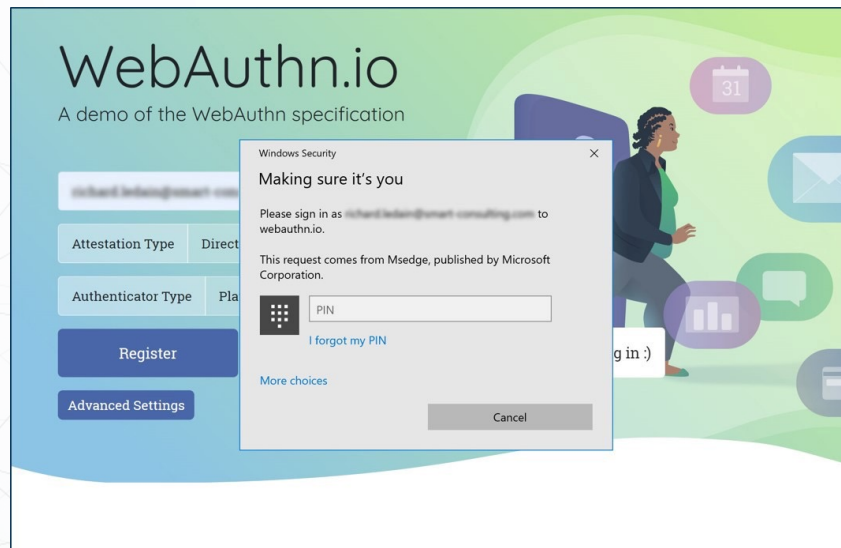 WebAuthn.io
A demo of the WebAuthn specification
31
Attestation Type Direct
Authenticator Type Pla
Register
Advanced Settings
g in :)
Windows Security
Making sure it's you
Please sign in as to
webauthn.io.
This request comes from Msedge, published by Microsoft
Corporation.
PIN
I forgot my PIN
More choices
Cancel